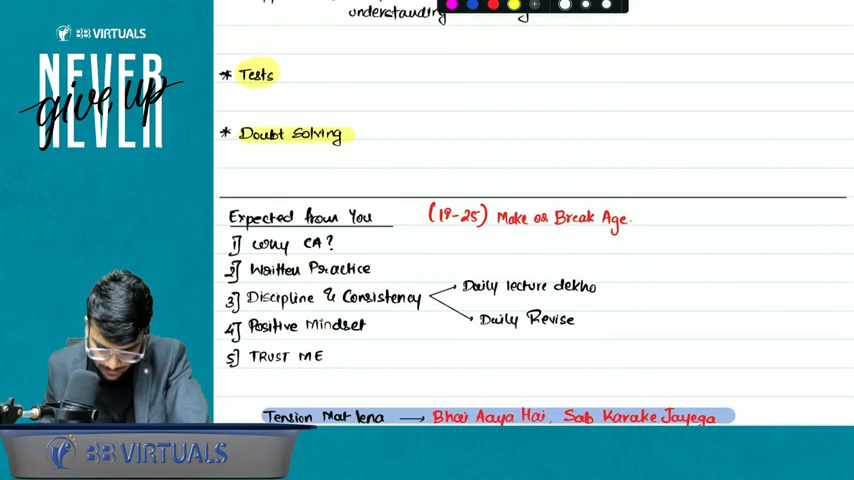 BB VIRTUALS
NEVER
give up
NEVER
understanding
* Tests
* Doubt Solving
Expected from You (19-25) Make or Break Age.
1] Why CA?
2] Written Practice
3] Discipline & Consistency
Daily lecture dekho
Daily Revise
4] Positive Mindset
5] TRUST ME
Tension Mat lena → Bhai Aaya Hai, Sab Karake Jayega
BB VIRTUALS